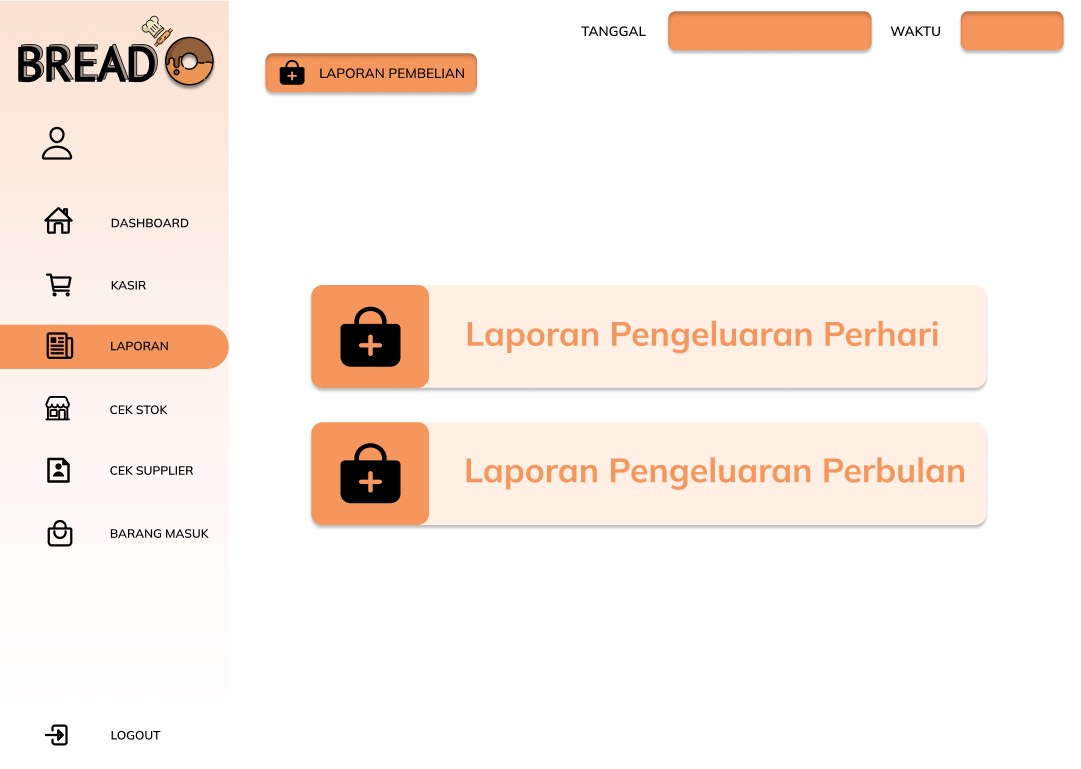 BREADO
TANGGAL
WAKTU
LAPORAN PEMBELIAN
DASHBOARD
KASIR
LAPORAN
CEK STOK
CEK SUPPLIER
BARANG MASUK
LOGOUT
Laporan Pengeluaran Perhari
Laporan Pengeluaran Perbulan